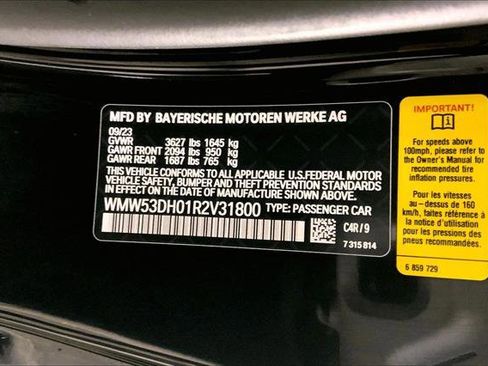 MFD BY BAYERISCHE MOTOREN WERKE AG
09/23
GVWR 3627 lbs 1645 kg
GAWR FRONT 2094 lbs 950 kg
GAWR REAR 1687 lbs 765 kg
THIS VEHICLE CONFORMS TO ALL APPLICABLE U.S.FEDERAL MOTOR
VEHICLE SAFETY, BUMPER AND THEFT PREVENTION STANDARDS
IN EFFECT ON THE DATE OF MANUFACTURE SHOWN ABOVE.
WMW53DH01R2V31800 TYPE: PASSENGER CAR
C4R / 9
7 315 814
IMPORTANT!
For speeds above
100mph, please refer to
the Owner's Manual for
recommended tire
inflation pressures.
Pour les vitesses
au-dessus de 160
km/h, faites référence à
la notice d'utilisation
pour les pressions des
pneus recommandées.
6 859 729